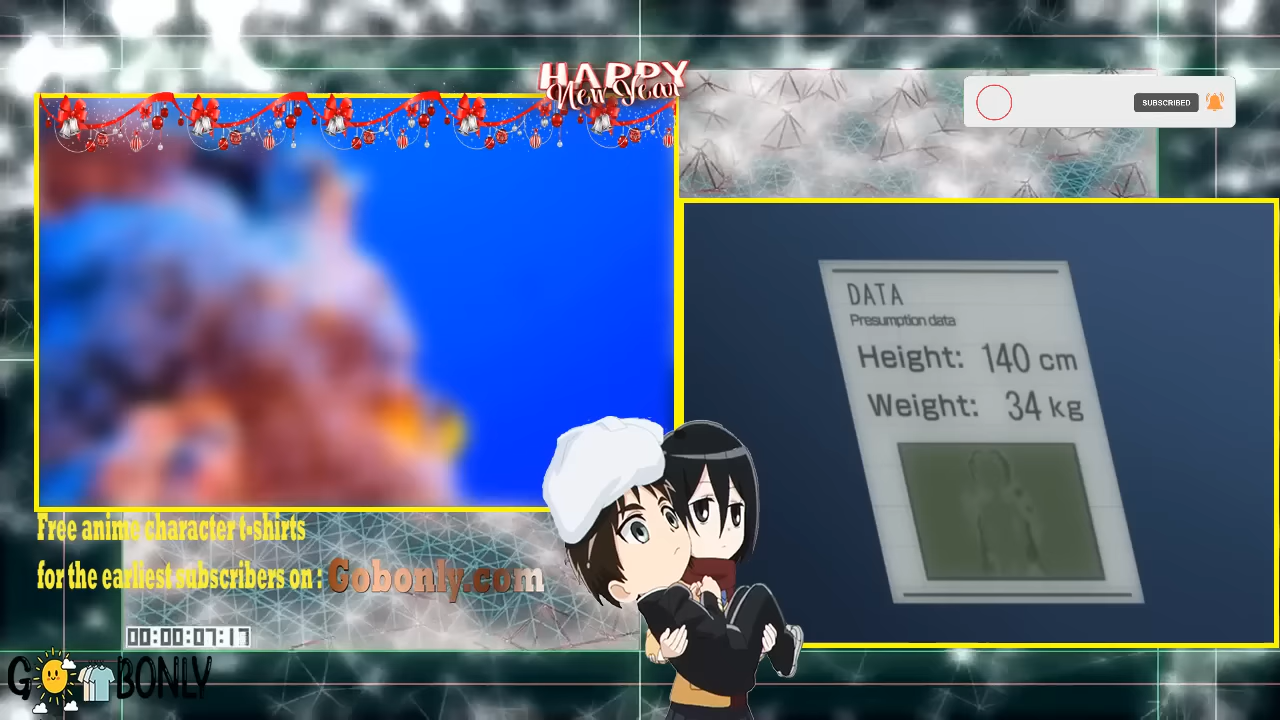 HAPPY
New Year
SUBSCRIBED
DATA
Presumption data
Height: 140 cm
Weight: 34 kg
Free anime character t-shirts
for the earliest subscribers on : Gobonly.com
00:00:07:17
GOBONLY